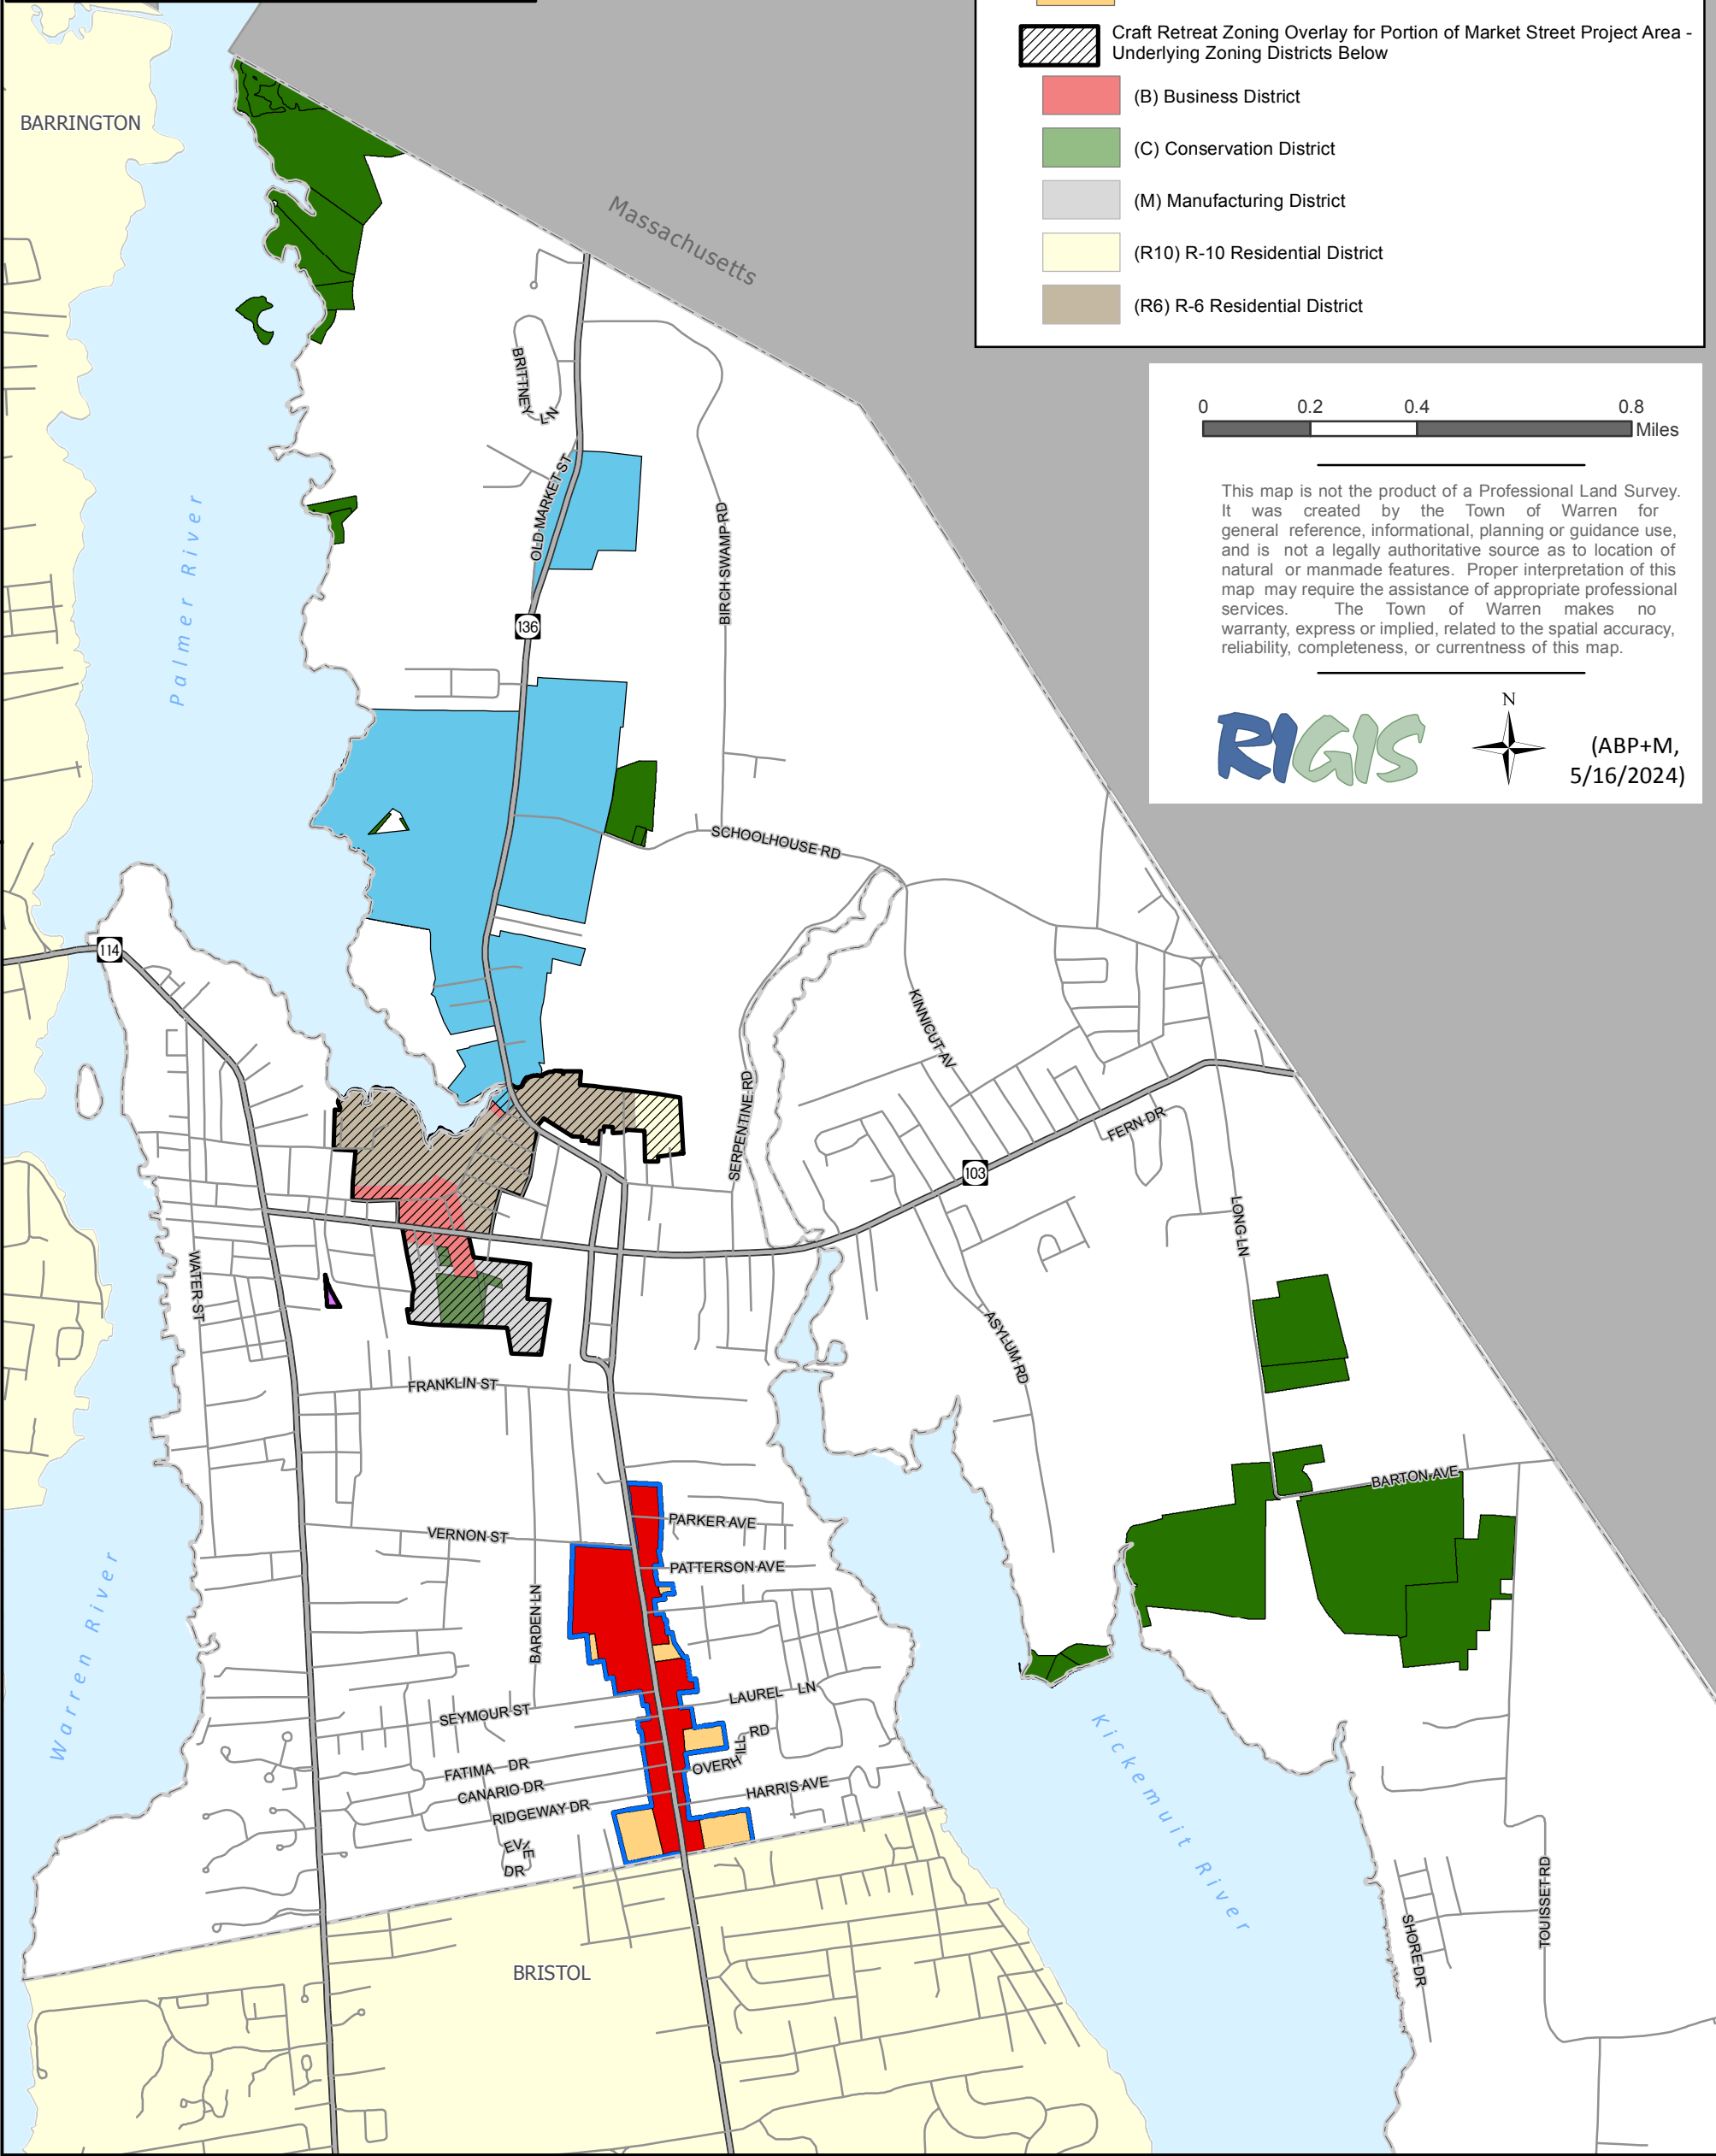 Craft Retreat Zoning Overlay for Portion of Market Street Project Area -
Underlying Zoning Districts Below
(B) Business District
(C) Conservation District
(M) Manufacturing District
(R10) R-10 Residential District
(R6) R-6 Residential District
0 0.2 0.4 0.8
Miles
This map is not the product of a Professional Land Survey.
It was created by the Town of Warren for
general reference, informational, planning or guidance use,
and is not a legally authoritative source as to location of
natural or manmade features. Proper interpretation of this
map may require the assistance of appropriate professional
services. The Town of Warren makes no
warranty, express or implied, related to the spatial accuracy,
reliability, completeness, or currentness of this map.
RIGIS
N
(ABP+M,
5/16/2024)
BARRINGTON
Massachusetts
BRITTNEY LN
OLD MARKET ST
BIRCH SWAMP RD
Palmer River
136
SCHOOLHOUSE RD
114
KINNICUT AV
SERPENTINE RD
FERN DR
103
LONG LN
WATER ST
ASYLUM RD
FRANKLIN ST
BARTON AVE
PARKER AVE
VERNON ST
PATTERSON AVE
BARDEN LN
Warren River
LAUREL LN
SEYMOUR ST
OVERHILL RD
FATIMA DR
CANARIO DR
HARRIS AVE
RIDGEWAY DR
Kickemuit River
EVE
DR
TOUISSET RD
SHORE DR
BRISTOL